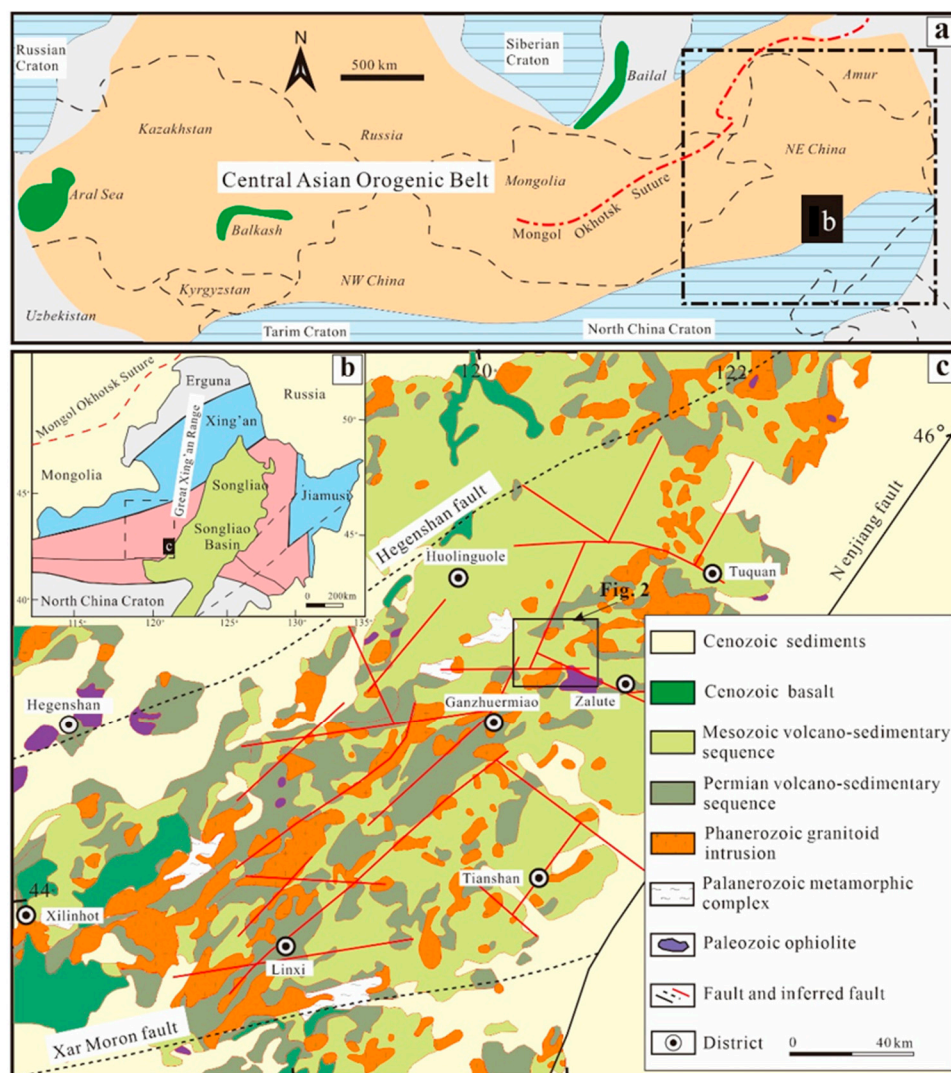 a
Russian
Craton
N
500 km
Siberian
Craton
Bailal
Amur
Kazakhstan
Russia
NE China
Aral Sea
Central Asian Orogenic Belt
Mongolia
Mongol Okhotsk Suture
Balkash
b
Kyrgyzstan
NW China
Uzbekistan
Tarim Craton
North China Craton
b
Mongol Okhotsk Suture
Erguna
Russia
50°
Xing'an
Great Xing'an Range
Mongolia
45°
Songliao
Jiamusi
Songliao
Basin
45°
c
40°
North China Craton
0 200km
115°
120°
125°
130°
135°
c
120
122
46°
Hegenshan fault
Nenjiang fault
Huolinguole
Tuquan
Fig. 2
Hegenshan
Ganzhuermiao
Zalute
Tianshan
44
Xilinhot
Linxi
Xar Moron fault
Cenozoic sediments
Cenozoic basalt
Mesozoic volcano-sedimentary
sequence
Permian volcano-sedimentary
sequence
Phanerozoic granitoid
intrusion
Palanerozoic metamorphic
complex
Paleozoic ophiolite
Fault and inferred fault
District
0 40 km